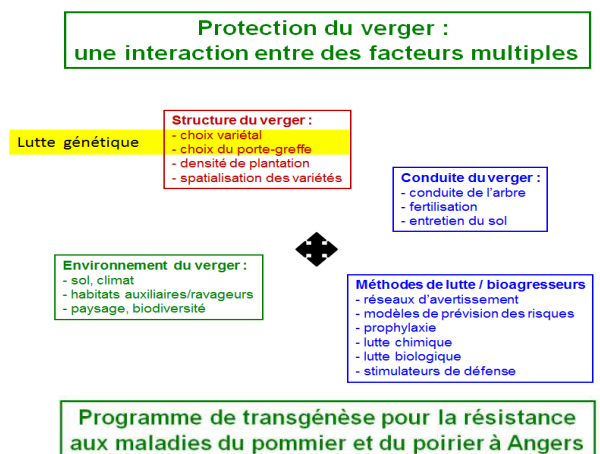 Protection du verger :
une interaction entre des facteurs multiples
Structure du verger :
- choix variétal
- choix du porte-greffe
- densité de plantation
- spatialisation des variétés
Lutte génétique
Conduite du verger :
- conduite de l'arbre
- fertilisation
- entretien du sol
Environnement du verger :
- sol, climat
- habitats auxiliaires/ravageurs
- paysage, biodiversité
Méthodes de lutte / bioagresseurs
- réseaux d'avertissement
- modèles de prévision des risques
- prophylaxie
- lutte chimique
- lutte biologique
- stimulateurs de défense
Programme de transgénèse pour la résistance
aux maladies du pommier et du poirier à Angers